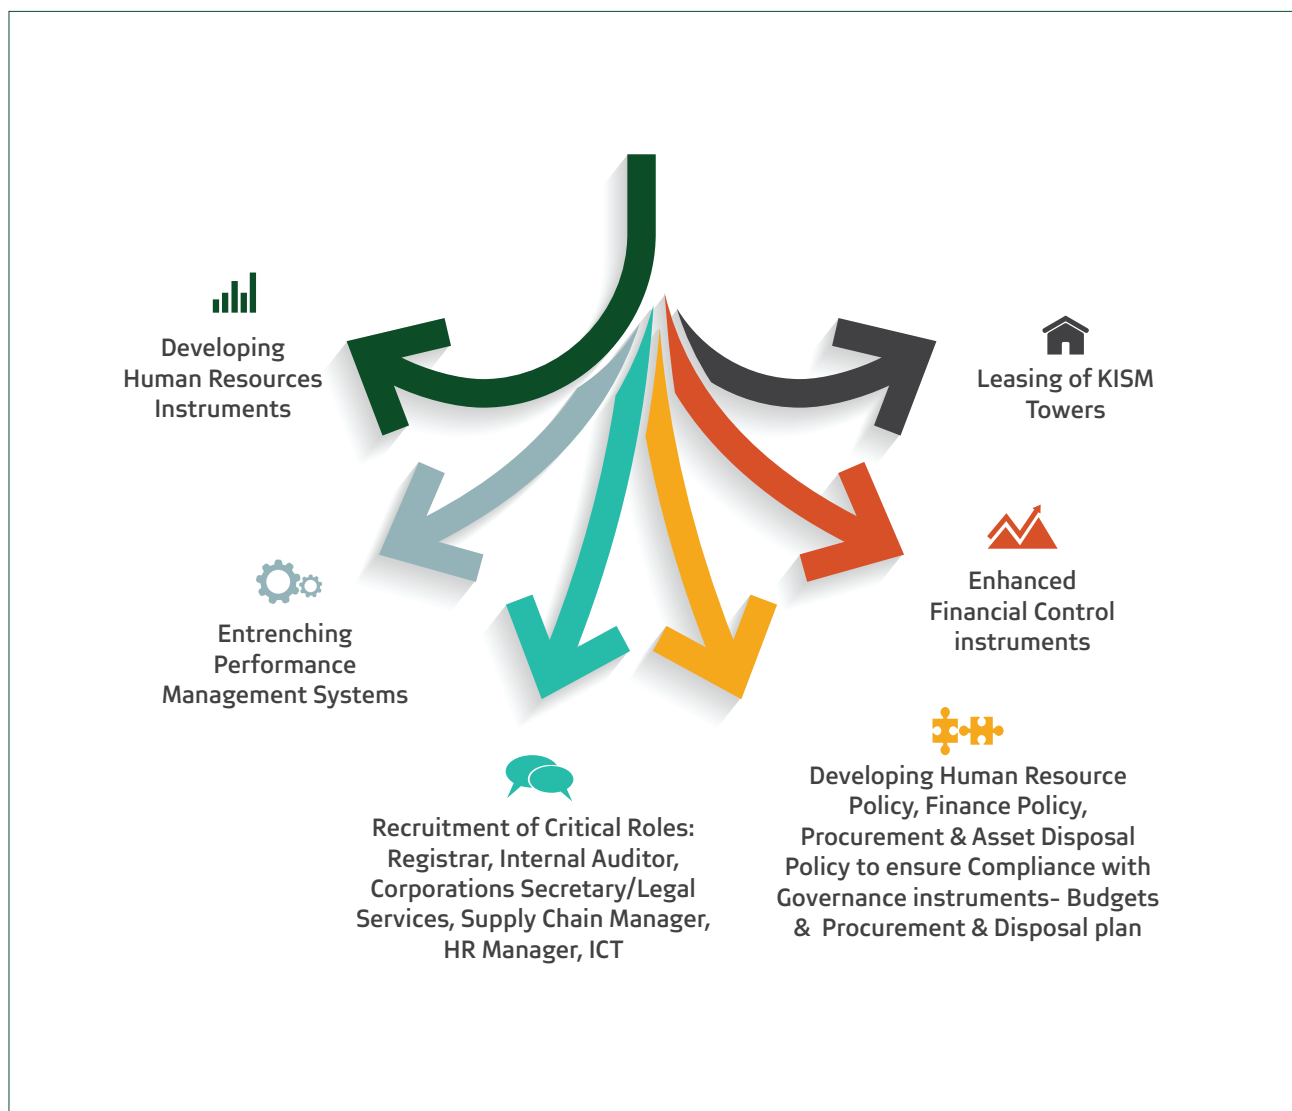 Developing
Human Resources
Instruments
Leasing of KISM
Towers
Entrenching
Performance
Management Systems
Enhanced
Financial Control
instruments
Recruitment of Critical Roles:
Registrar, Internal Auditor,
Corporations Secretary/Legal
Services, Supply Chain Manager,
HR Manager, ICT
Developing Human Resource
Policy, Finance Policy,
Procurement & Asset Disposal
Policy to ensure Compliance with
Governance instruments- Budgets
& Procurement & Disposal plan